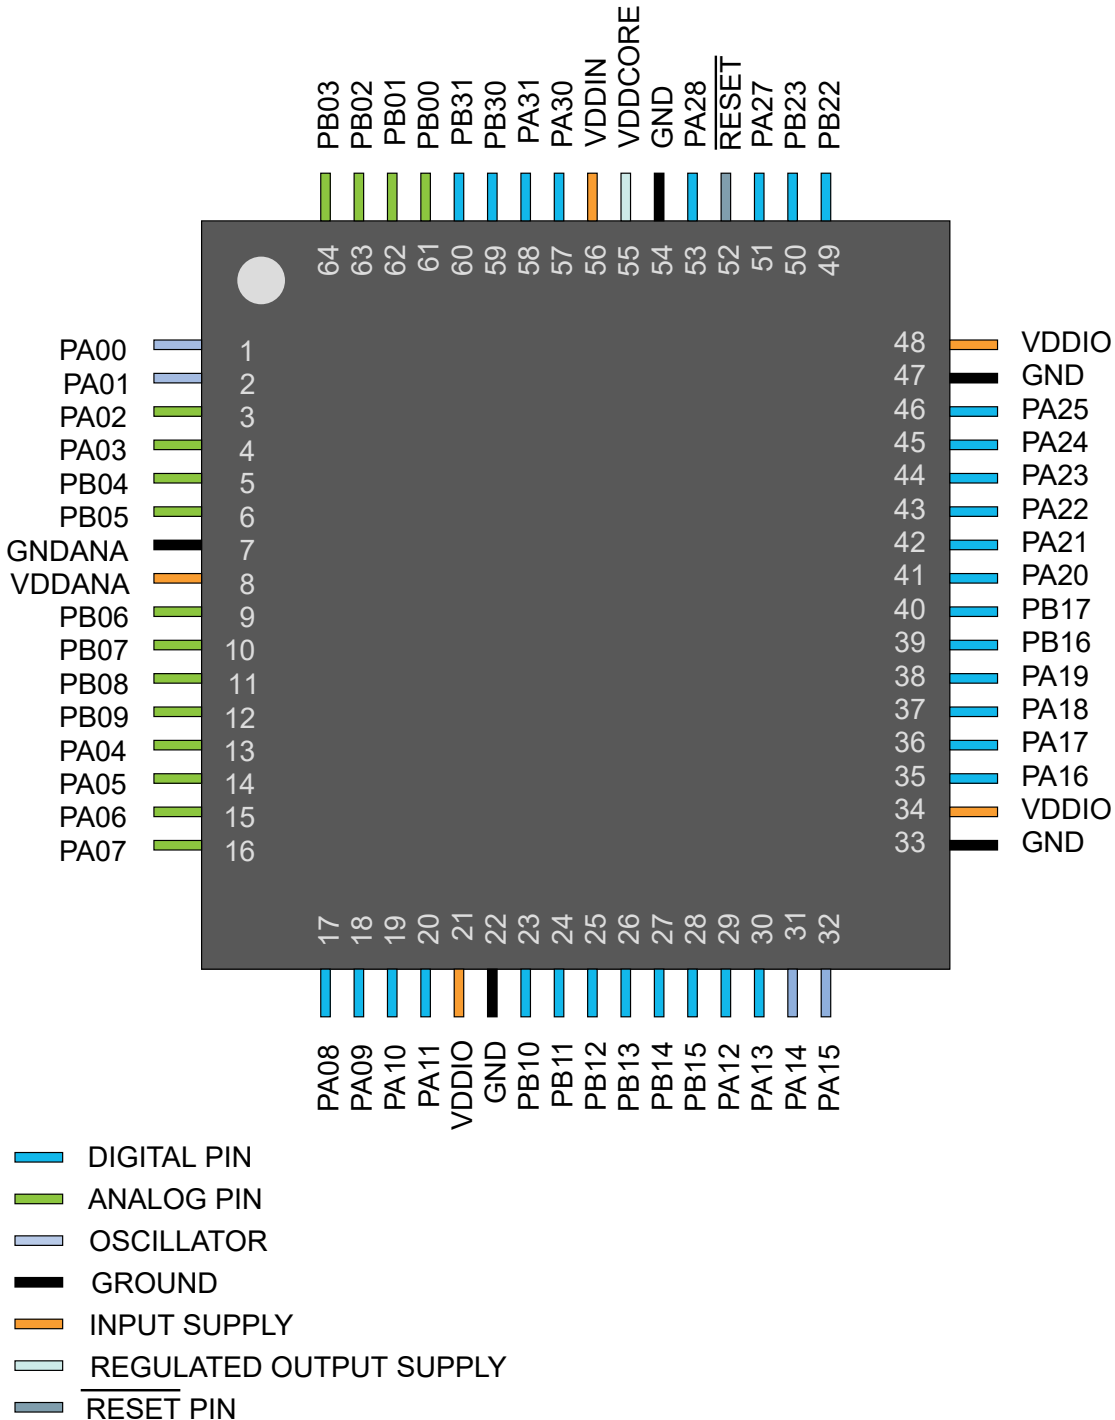 PB03 PB02 PB01 PB00 PB31 PB30 PA31 PA30 VDDIN VDDCORE GND PA28 RESET PA27 PB23 PB22
64 63 62 61 60 59 58 57 56 55 54 53 52 51 50 49
PA00 1
PA01 2
PA02 3
PA03 4
PB04 5
PB05 6
GNDANA 7
VDDANA 8
PB06 9
PB07 10
PB08 11
PB09 12
PA04 13
PA05 14
PA06 15
PA07 16
48 VDDIO
47 GND
46 PA25
45 PA24
44 PA23
43 PA22
42 PA21
41 PA20
40 PB17
39 PB16
38 PA19
37 PA18
36 PA17
35 PA16
34 VDDIO
33 GND
17 18 19 20 21 22 23 24 25 26 27 28 29 30 31 32
PA08 PA09 PA10 PA11 VDDIO GND PB10 PB11 PB12 PB13 PB14 PB15 PA12 PA13 PA14 PA15
DIGITAL PIN
ANALOG PIN
OSCILLATOR
GROUND
INPUT SUPPLY
REGULATED OUTPUT SUPPLY
RESET PIN